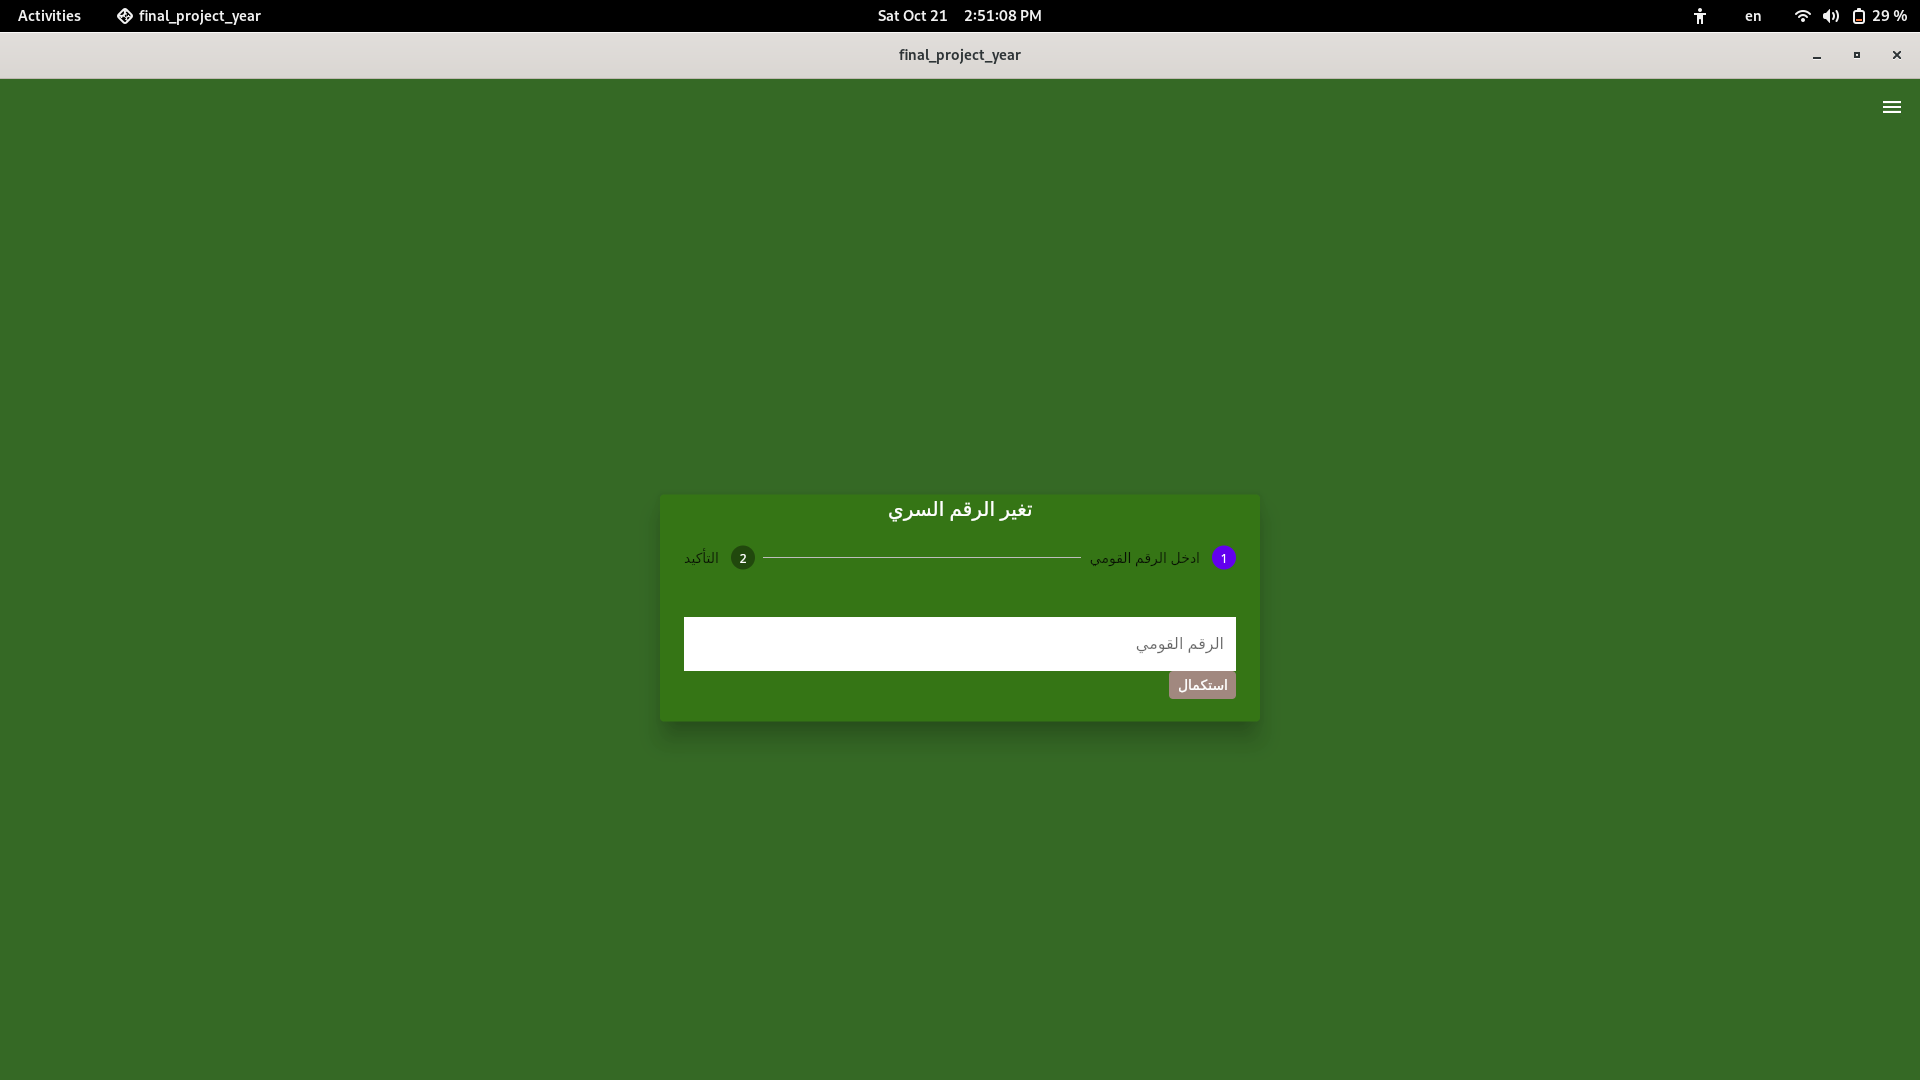 Activities final_project_year Sat Oct 21 2:51:08 PM en 29 %
final_project_year
تغير الرقم السري
1 ادخل الرقم القومي 2 التأكيد
الرقم القومي
استكمال